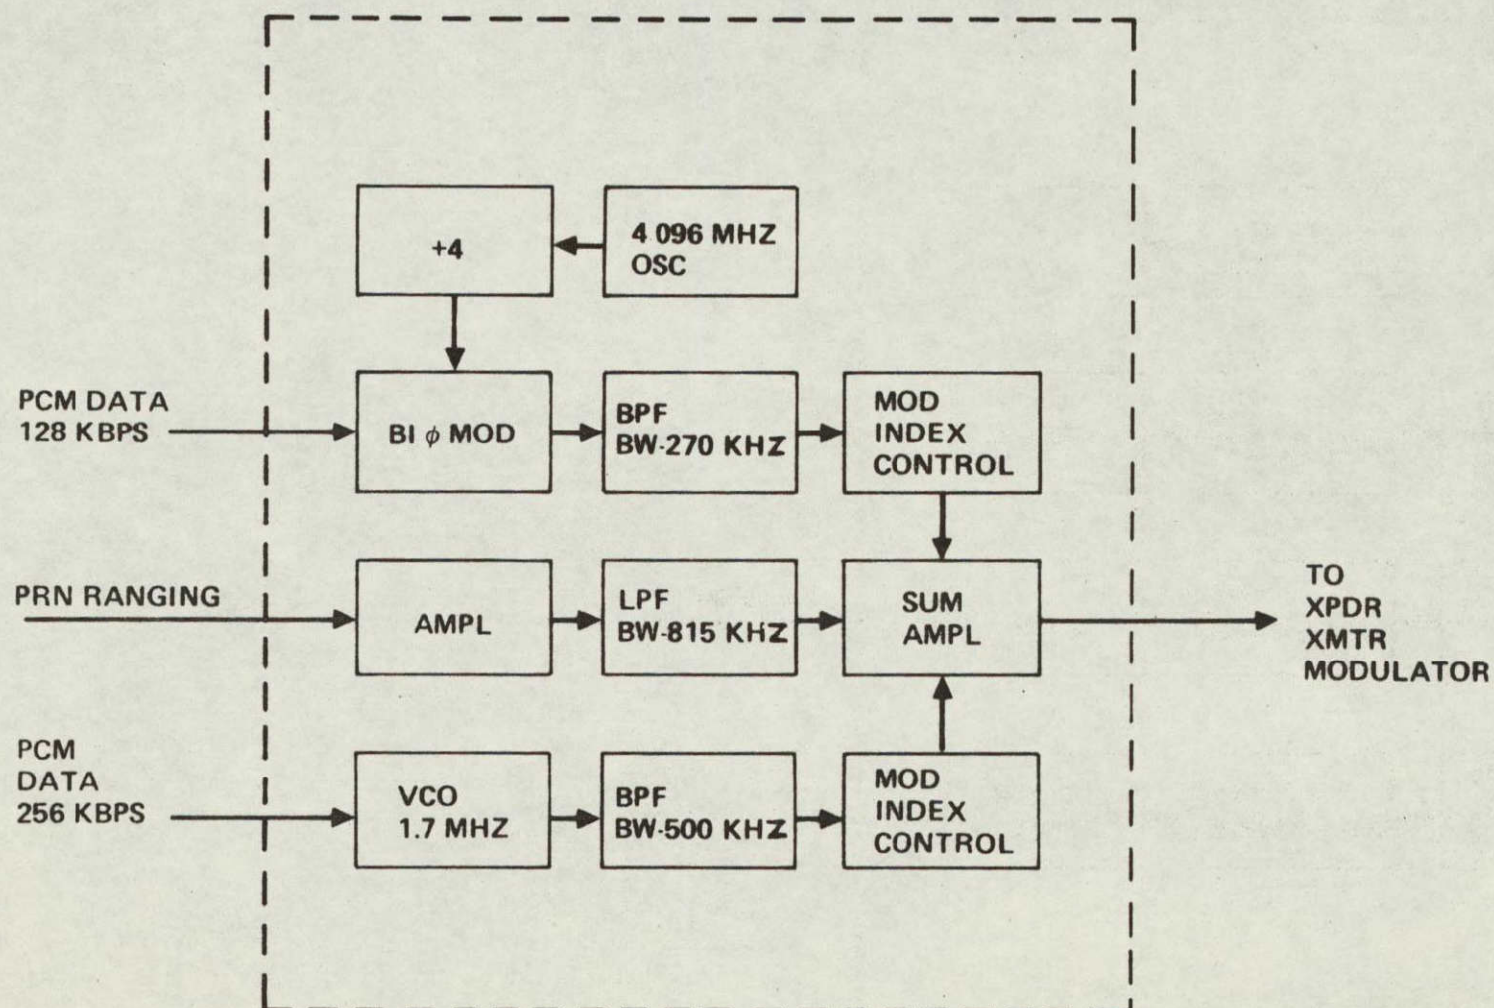 +4
4 096 MHZ
OSC
PCM DATA
128 KBPS
BI φ MOD
BPF
BW-270 KHZ
MOD
INDEX
CONTROL
PRN RANGING
AMPL
LPF
BW-815 KHZ
SUM
AMPL
TO
XPDR
XMTR
MODULATOR
PCM
DATA
256 KBPS
VCO
1.7 MHZ
BPF
BW-500 KHZ
MOD
INDEX
CONTROL